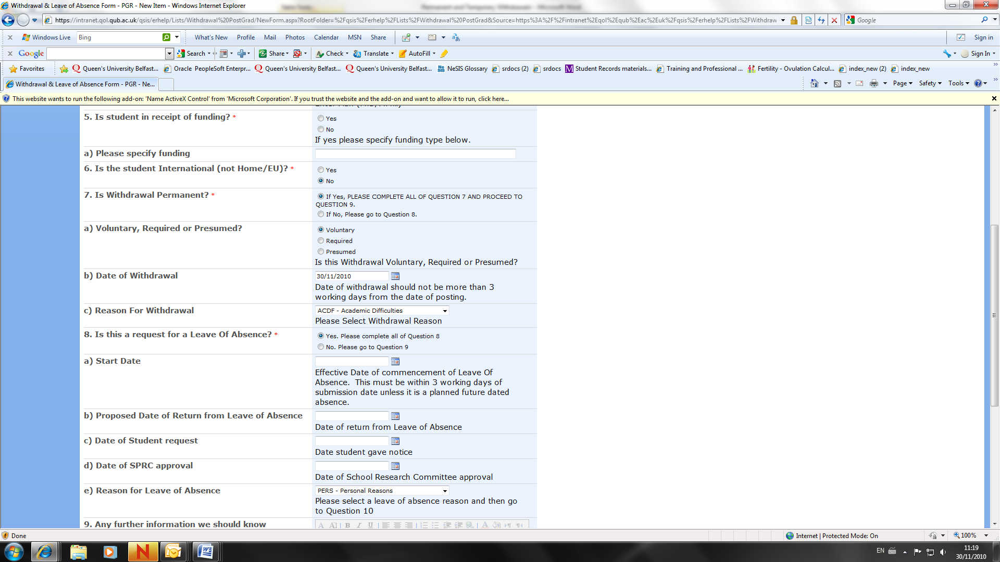 Withdrawal & Leave of Absence Form - PGR - New Item - Windows Internet Explorer
https://intranet.qol.qub.ac.uk/qsis/erhelp/Lists/Withdrawal%20PostGrad/NewForm.aspx?RootFolder=%2Fqsis%2Ferhelp%2FLists%2FWithdrawal%20PostGrad&Source=https%3A%2F%2Fintranet%2Eqol%2Equb%2Eac%2Euk%2Fqsis%2Ferhelp%2FLists%2FWithdraw
Google
x Windows Live Bing What's New Profile Mail Photos Calendar MSN Share Sign in
x Google Search Share Check Translate AutoFill Sign In
Favorites Queen's University Belfast... Oracle PeopleSoft Enterpr... Queen's University Belfast... Queen's University Belfast... NeSIS Glossary srdocs (2) srdocs Student Records materials... Training and Professional ... Fertility - Ovulation Calcul... index_new (2) index_new
Withdrawal & Leave of Absence Form - PGR - Ne... Page Safety Tools
This website wants to run the following add-on: 'Name ActiveX Control' from 'Microsoft Corporation'. If you trust the website and the add-on and want to allow it to run, click here...
5. Is student in receipt of funding? *
Yes
No
If yes please specify funding type below.
a) Please specify funding
6. Is the student International (not Home/EU)? *
Yes
No
7. Is Withdrawal Permanent? *
If Yes, PLEASE COMPLETE ALL OF QUESTION 7 AND PROCEED TO
QUESTION 9.
If No, Please go to Question 8.
a) Voluntary, Required or Presumed?
Voluntary
Required
Presumed
Is this Withdrawal Voluntary, Required or Presumed?
b) Date of Withdrawal
30/11/2010
Date of withdrawal should not be more than 3
working days from the date of posting.
c) Reason For Withdrawal
ACDF - Academic Difficulties
Please Select Withdrawal Reason
8. Is this a request for a Leave Of Absence? *
Yes. Please complete all of Question 8
No. Please go to Question 9
a) Start Date
Effective Date of commencement of Leave Of
Absence. This must be within 3 working days of
submission date unless it is a planned future dated
absence.
b) Proposed Date of Return from Leave of Absence
Date of return from Leave of Absence
c) Date of Student request
Date student gave notice
d) Date of SPRC approval
Date of School Research Committee approval
e) Reason for Leave of Absence
PERS - Personal Reasons
Please select a leave of absence reason and then go
to Question 10
9. Any further information we should know
A A B I U A
Done Internet | Protected Mode: On 100%
EN 11:19
30/11/2010